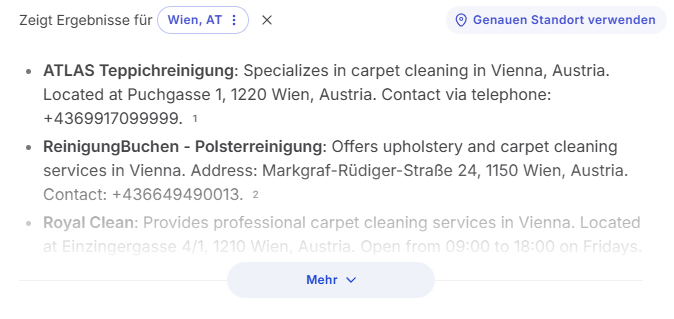 Zeigt Ergebnisse für Wien, AT Genauen Standort verwenden
ATLAS Teppichreinigung: Specializes in carpet cleaning in Vienna, Austria.
Located at Puchgasse 1, 1220 Wien, Austria. Contact via telephone:
+4369917099999. 1
ReinigungBuchen - Polsterreinigung: Offers upholstery and carpet cleaning
services in Vienna. Address: Markgraf-Rüdiger-Straße 24, 1150 Wien, Austria.
Contact: +436649490013. 2
Royal Clean: Provides professional carpet cleaning services in Vienna. Located
at Einzingergasse 4/1, 1210 Wien, Austria. Open from 09:00 to 18:00 on Fridays.
Mehr